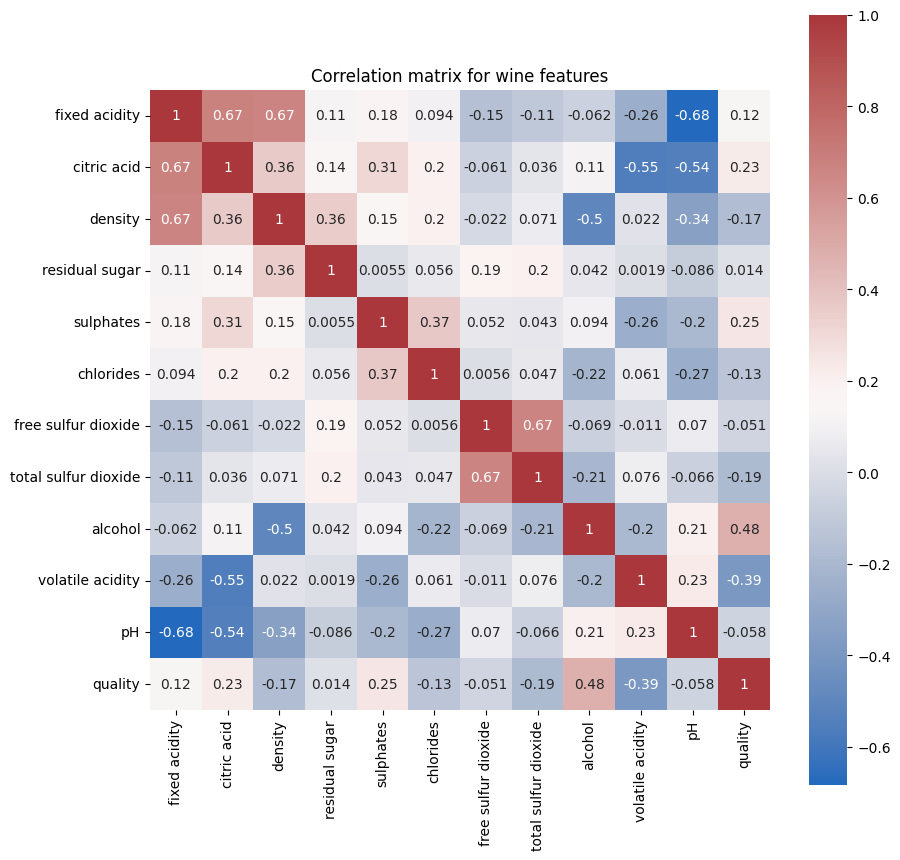 Correlation matrix for wine features
fixed acidity 1 0.67 0.67 0.11 0.18 0.094 -0.15 -0.11 -0.062 -0.26 -0.68 0.12
citric acid 0.67 1 0.36 0.14 0.31 0.2 -0.061 0.036 0.11 -0.55 -0.54 0.23
density 0.67 0.36 1 0.36 0.15 0.2 -0.022 0.071 -0.5 0.022 -0.34 -0.17
residual sugar 0.11 0.14 0.36 1 0.0055 0.056 0.19 0.2 0.042 0.0019 -0.086 0.014
sulphates 0.18 0.31 0.15 0.0055 1 0.37 0.052 0.043 0.094 -0.26 -0.2 0.25
chlorides 0.094 0.2 0.2 0.056 0.37 1 0.0056 0.047 -0.22 0.061 -0.27 -0.13
free sulfur dioxide -0.15 -0.061 -0.022 0.19 0.052 0.0056 1 0.67 -0.069 -0.011 0.07 -0.051
total sulfur dioxide -0.11 0.036 0.071 0.2 0.043 0.047 0.67 1 -0.21 0.076 -0.066 -0.19
alcohol -0.062 0.11 -0.5 0.042 0.094 -0.22 -0.069 -0.21 1 -0.2 0.21 0.48
volatile acidity -0.26 -0.55 0.022 0.0019 -0.26 0.061 -0.011 0.076 -0.2 1 0.23 -0.39
pH -0.68 -0.54 -0.34 -0.086 -0.2 -0.27 0.07 -0.066 0.21 0.23 1 -0.058
quality 0.12 0.23 -0.17 0.014 0.25 -0.13 -0.051 -0.19 0.48 -0.39 -0.058 1
fixed acidity
citric acid
density
residual sugar
sulphates
chlorides
free sulfur dioxide
total sulfur dioxide
alcohol
volatile acidity
pH
quality
1.0
0.8
0.6
0.4
0.2
0.0
−0.2
−0.4
−0.6